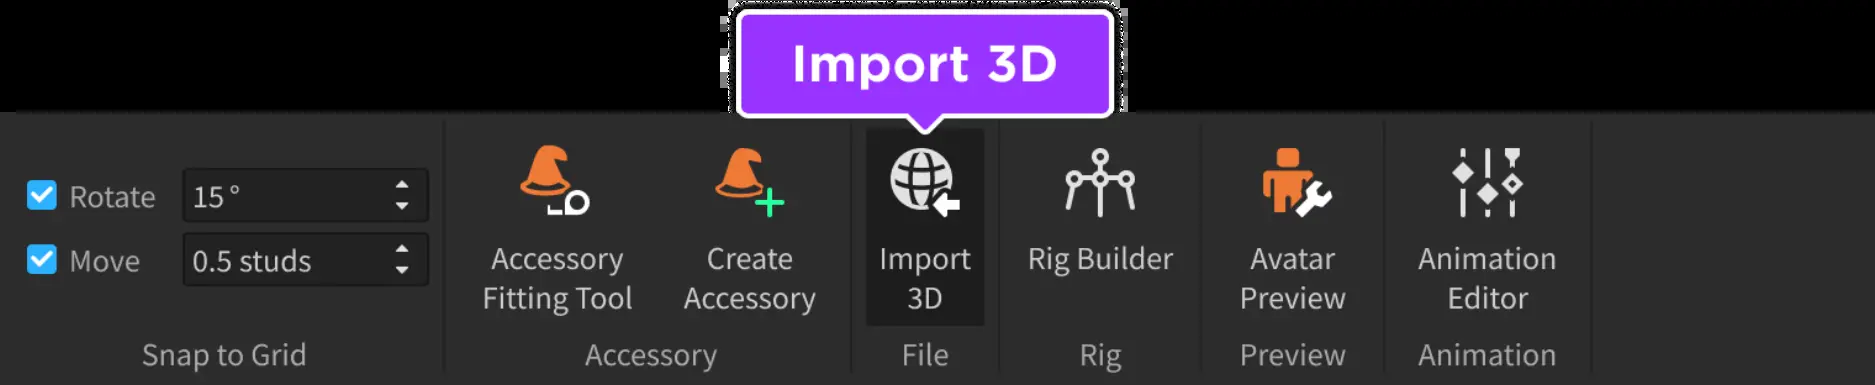 Import 3D
Rotate
15 °
Move
0.5 studs
Snap to Grid
Accessory
Fitting Tool
Create
Accessory
Accessory
Import
3D
File
Rig Builder
Rig
Avatar
Preview
Preview
Animation
Editor
Animation